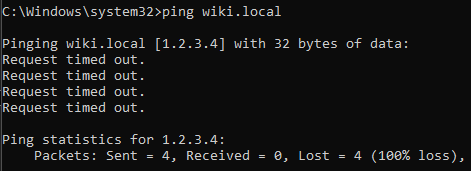 C:\Windows\system32>ping wiki.local
Pinging wiki.local [1.2.3.4] with 32 bytes of data:
Request timed out.
Request timed out.
Request timed out.
Request timed out.
Ping statistics for 1.2.3.4:
    Packets: Sent = 4, Received = 0, Lost = 4 (100% loss),